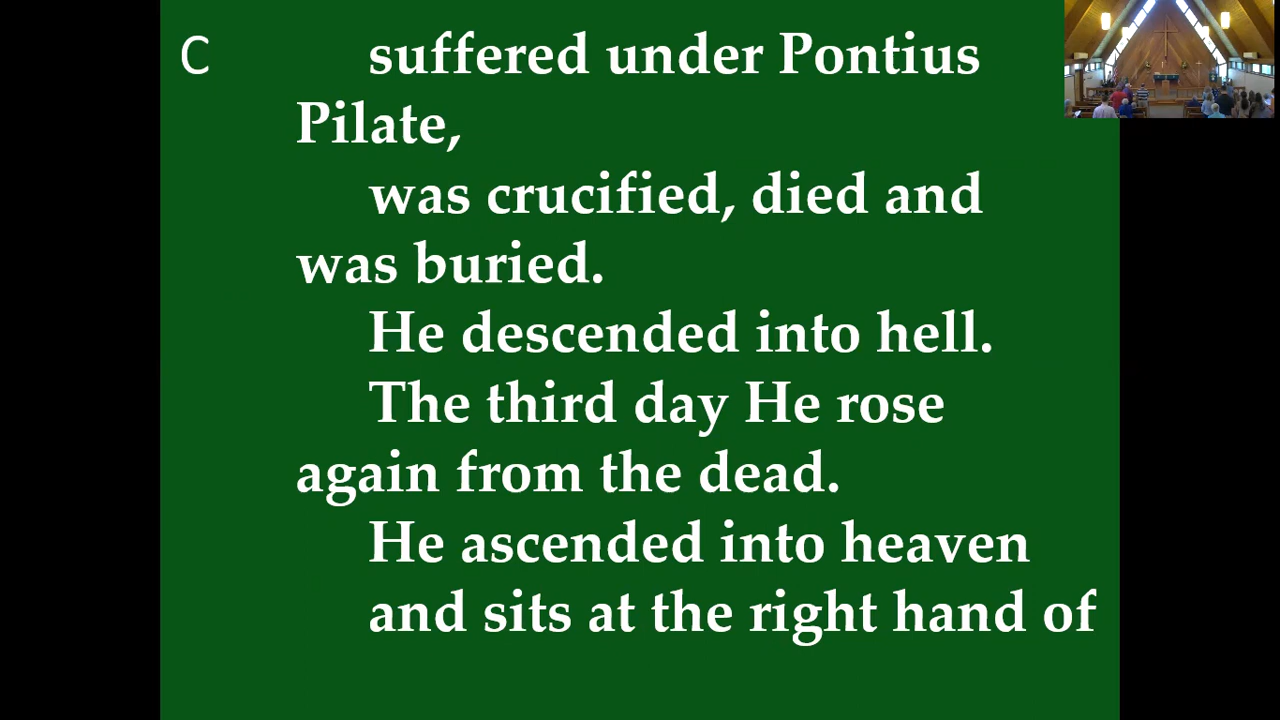 C suffered under Pontius
Pilate,
was crucified, died and
was buried.
He descended into hell.
The third day He rose
again from the dead.
He ascended into heaven
and sits at the right hand of